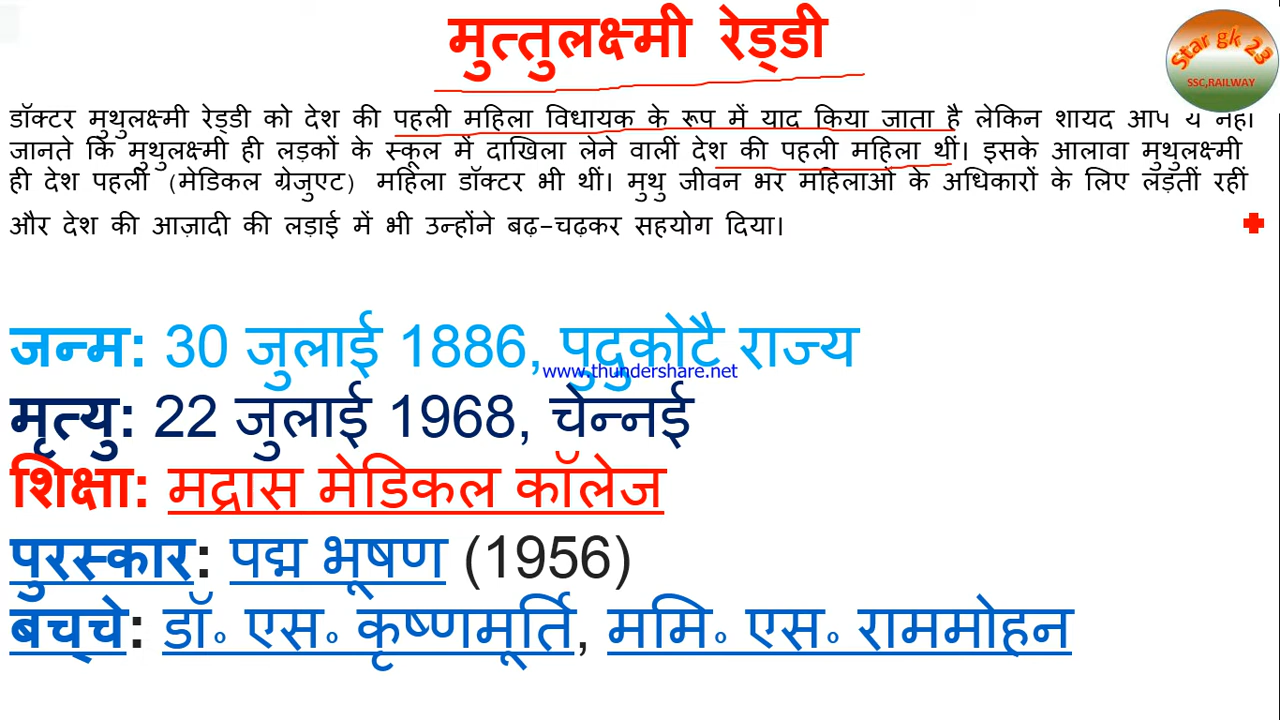 मुत्तुलक्ष्मी रेड्डी
Star gk 23
SSC,RAILWAY
डॉक्टर मुथुलक्ष्मी रेड्डी को देश की पहली महिला विधायक के रूप में याद किया जाता है लेकिन शायद आप ये नहीं
जानते कि मुथुलक्ष्मी ही लड़कों के स्कूल में दाखिला लेने वालीं देश की पहली महिला थीं। इसके आलावा मुथुलक्ष्मी
ही देश पहली (मेडिकल ग्रेजुएट) महिला डॉक्टर भी थीं। मुथु जीवन भर महिलाओं के अधिकारों के लिए लड़तीं रहीं
और देश की आज़ादी की लड़ाई में भी उन्होंने बढ़-चढ़कर सहयोग दिया।
जन्म: 30 जुलाई 1886, पुदुकोटै राज्य
www.thundershare.net
मृत्यु: 22 जुलाई 1968, चेन्नई
शिक्षा: मद्रास मेडिकल कॉलेज
पुरस्कार: पद्म भूषण (1956)
बच्चे: डॉ॰ एस॰ कृष्णमूर्ति, ममि॰ एस॰ राममोहन